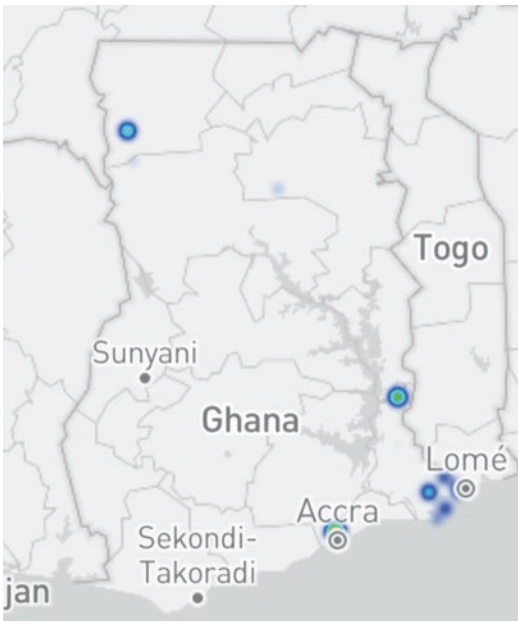 Togo
Sunyani
Ghana
Lomé
Accra
Sekondi-
Takoradi
jan